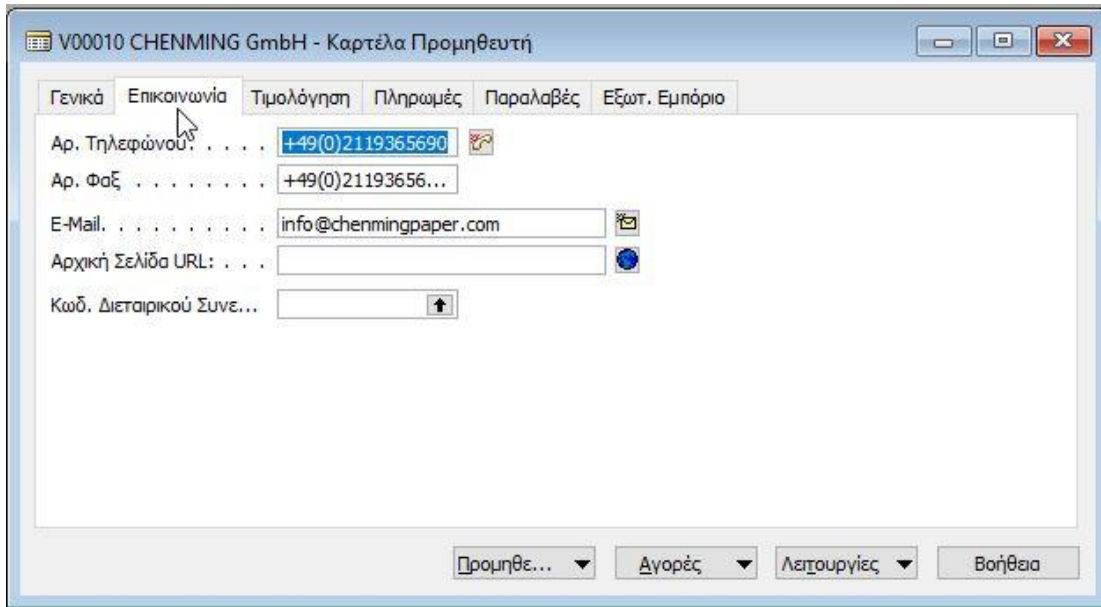 V00010 CHENMING GmbH - Καρτέλα Προμηθευτή
Γενικά Επικοινωνία Τιμολόγηση Πληρωμές Παραλαβές Εξωτ. Εμπόριο
Αρ. Τηλεφώνου. . . . . +49(0)2119365690
Αρ. Φαξ . . . . . . . . +49(0)21193656...
E-Mail. . . . . . . . . . info@chenmingpaper.com
Αρχική Σελίδα URL: . . .
Κωδ. Διεταιρικού Συνε...
Προμηθε... Αγορές Λειτουργίες Βοήθεια